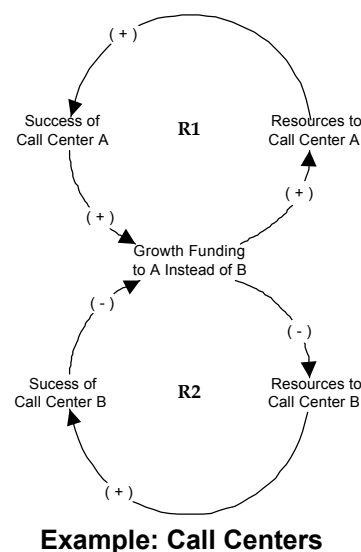 ( + )
Success of
Call Center A
R1
Resources to
Call Center A
( + )
( + )
Growth Funding
to A Instead of B
( - )
( - )
Sucess of
Call Center B
R2
Resources to
Call Center B
( + )
Example: Call Centers